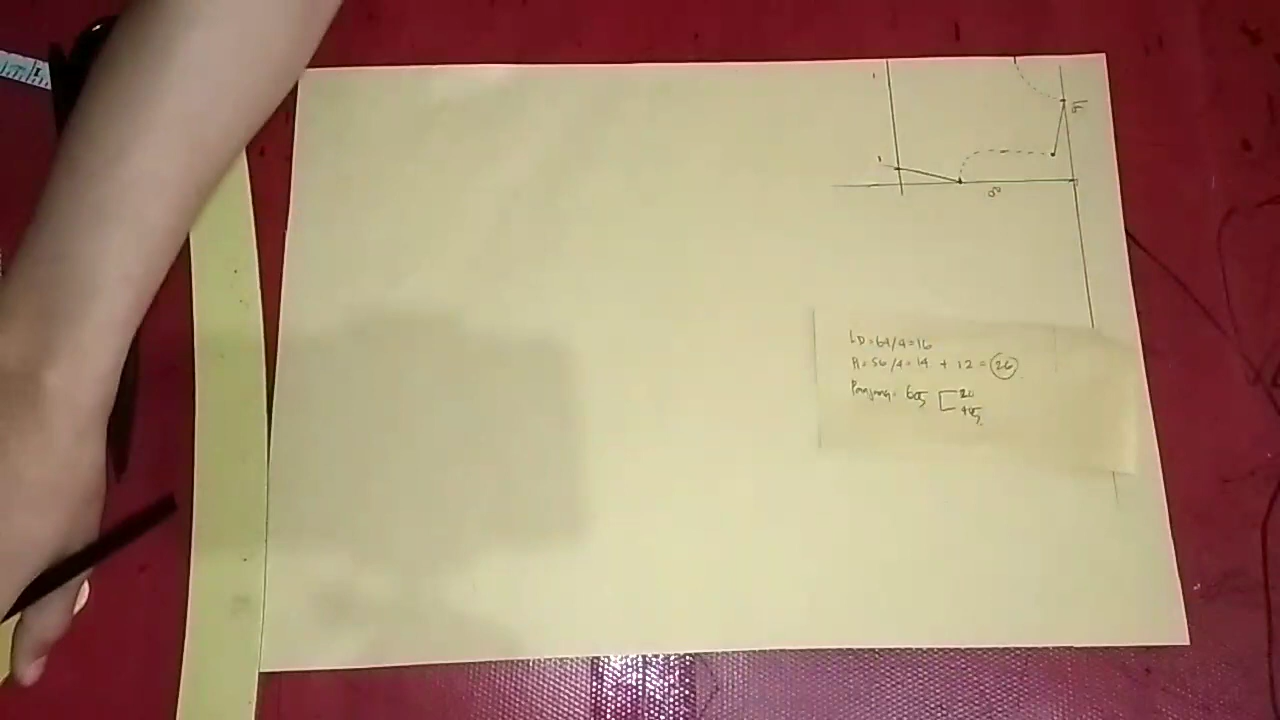 LD = 64/4 = 16
P = 56/4 = 14 + 12 = 26
Panjang = 65 [ 20
45